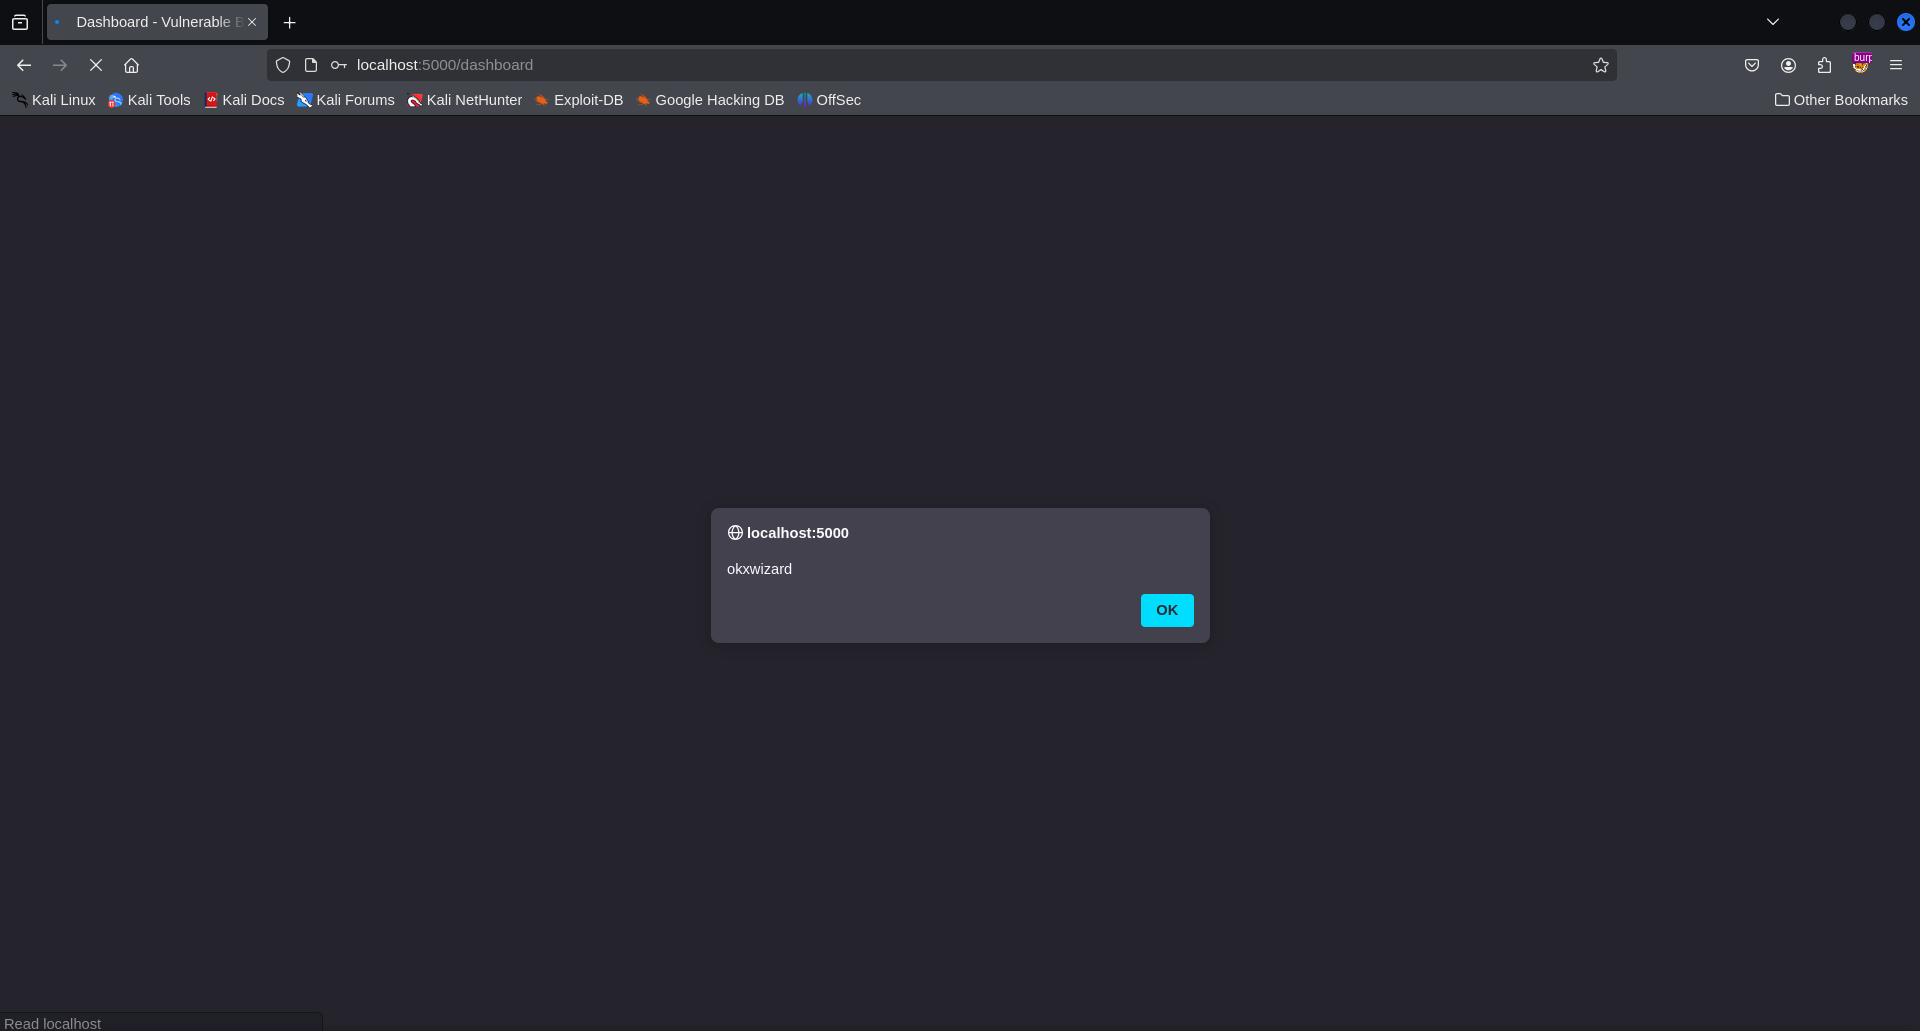 Dashboard - Vulnerable B
localhost:5000/dashboard
burp
Kali Linux
Kali Tools
Kali Docs
Kali Forums
Kali NetHunter
Exploit-DB
Google Hacking DB
OffSec
Other Bookmarks
localhost:5000
okxwizard
OK
Read localhost